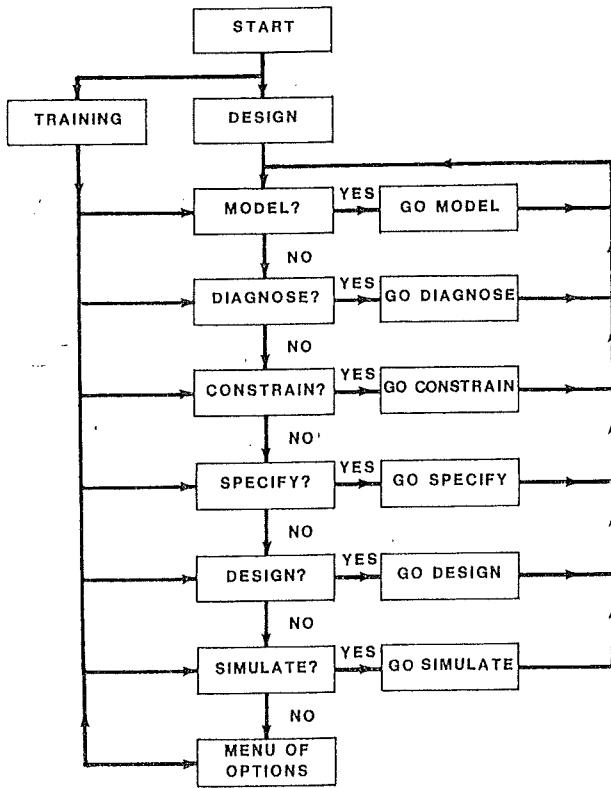 START
TRAINING
DESIGN
MODEL?
YES
GO MODEL
NO
DIAGNOSE?
YES
GO DIAGNOSE
NO
CONSTRAIN?
YES
GO CONSTRAIN
NO
SPECIFY?
YES
GO SPECIFY
NO
DESIGN?
YES
GO DESIGN
NO
SIMULATE?
YES
GO SIMULATE
NO
MENU OF
OPTIONS